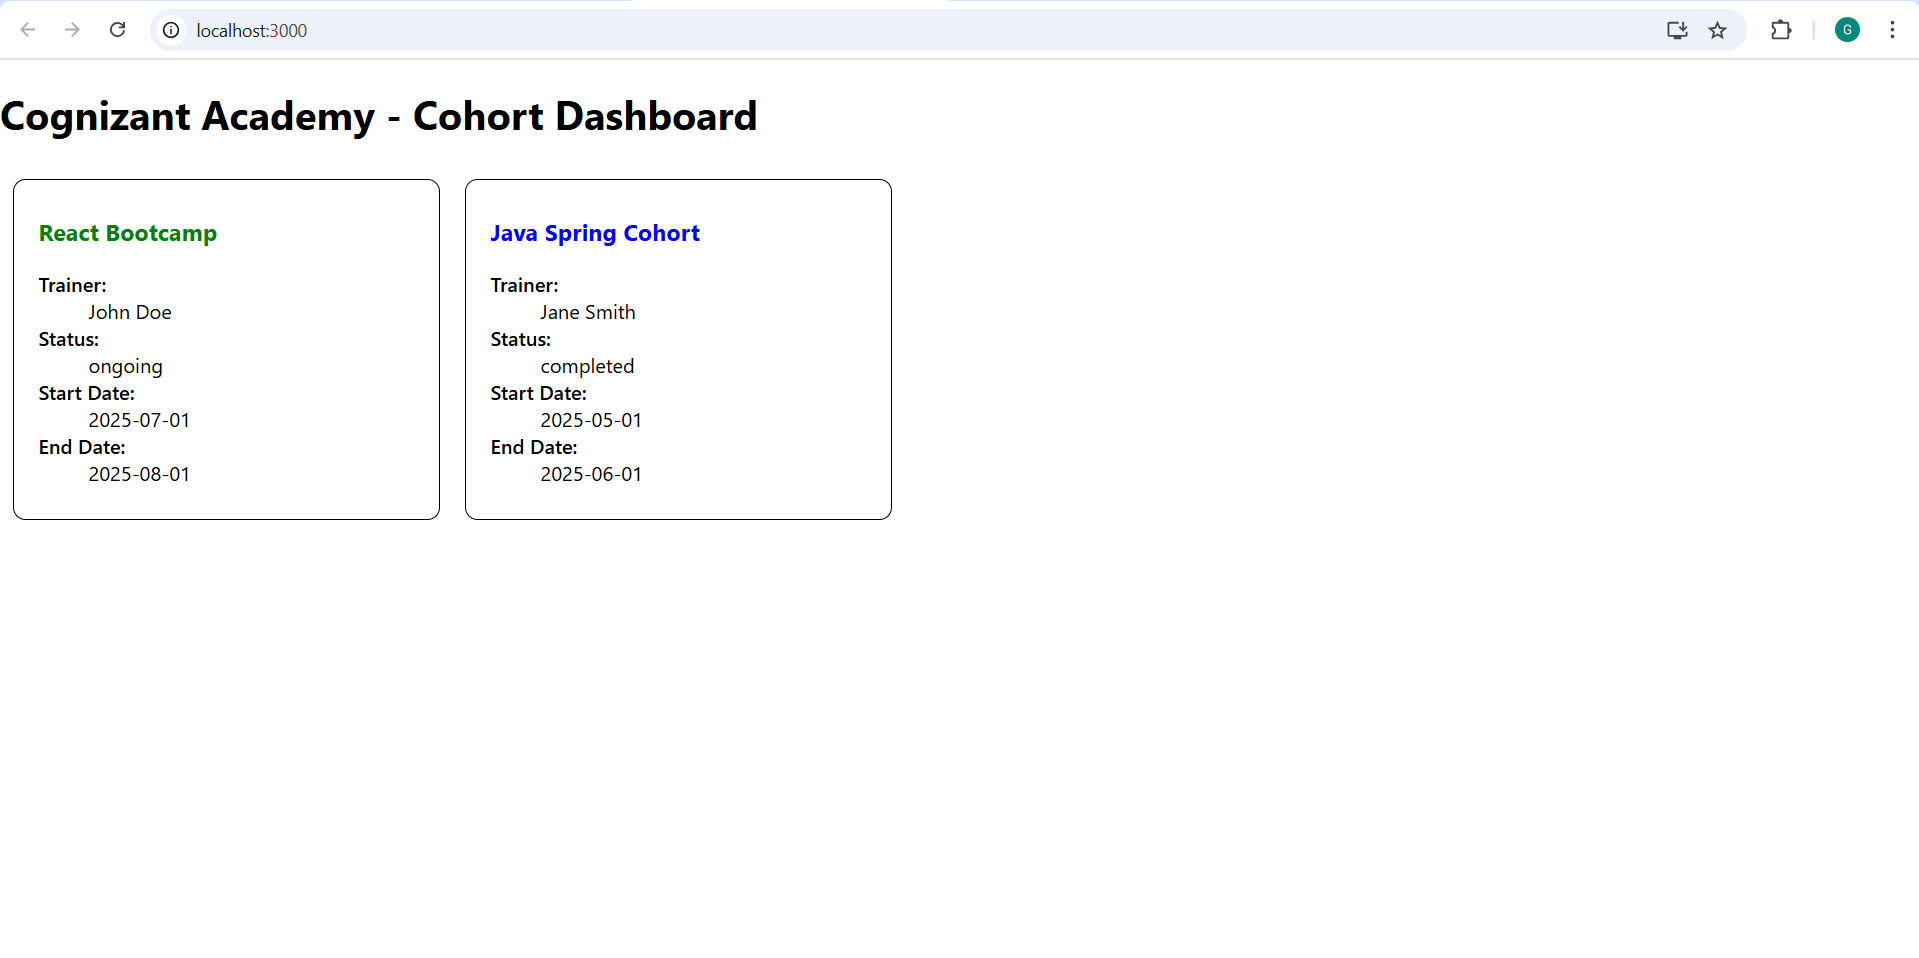 localhost:3000
G
Cognizant Academy - Cohort Dashboard
React Bootcamp
Trainer:
John Doe
Status:
ongoing
Start Date:
2025-07-01
End Date:
2025-08-01
Java Spring Cohort
Trainer:
Jane Smith
Status:
completed
Start Date:
2025-05-01
End Date:
2025-06-01